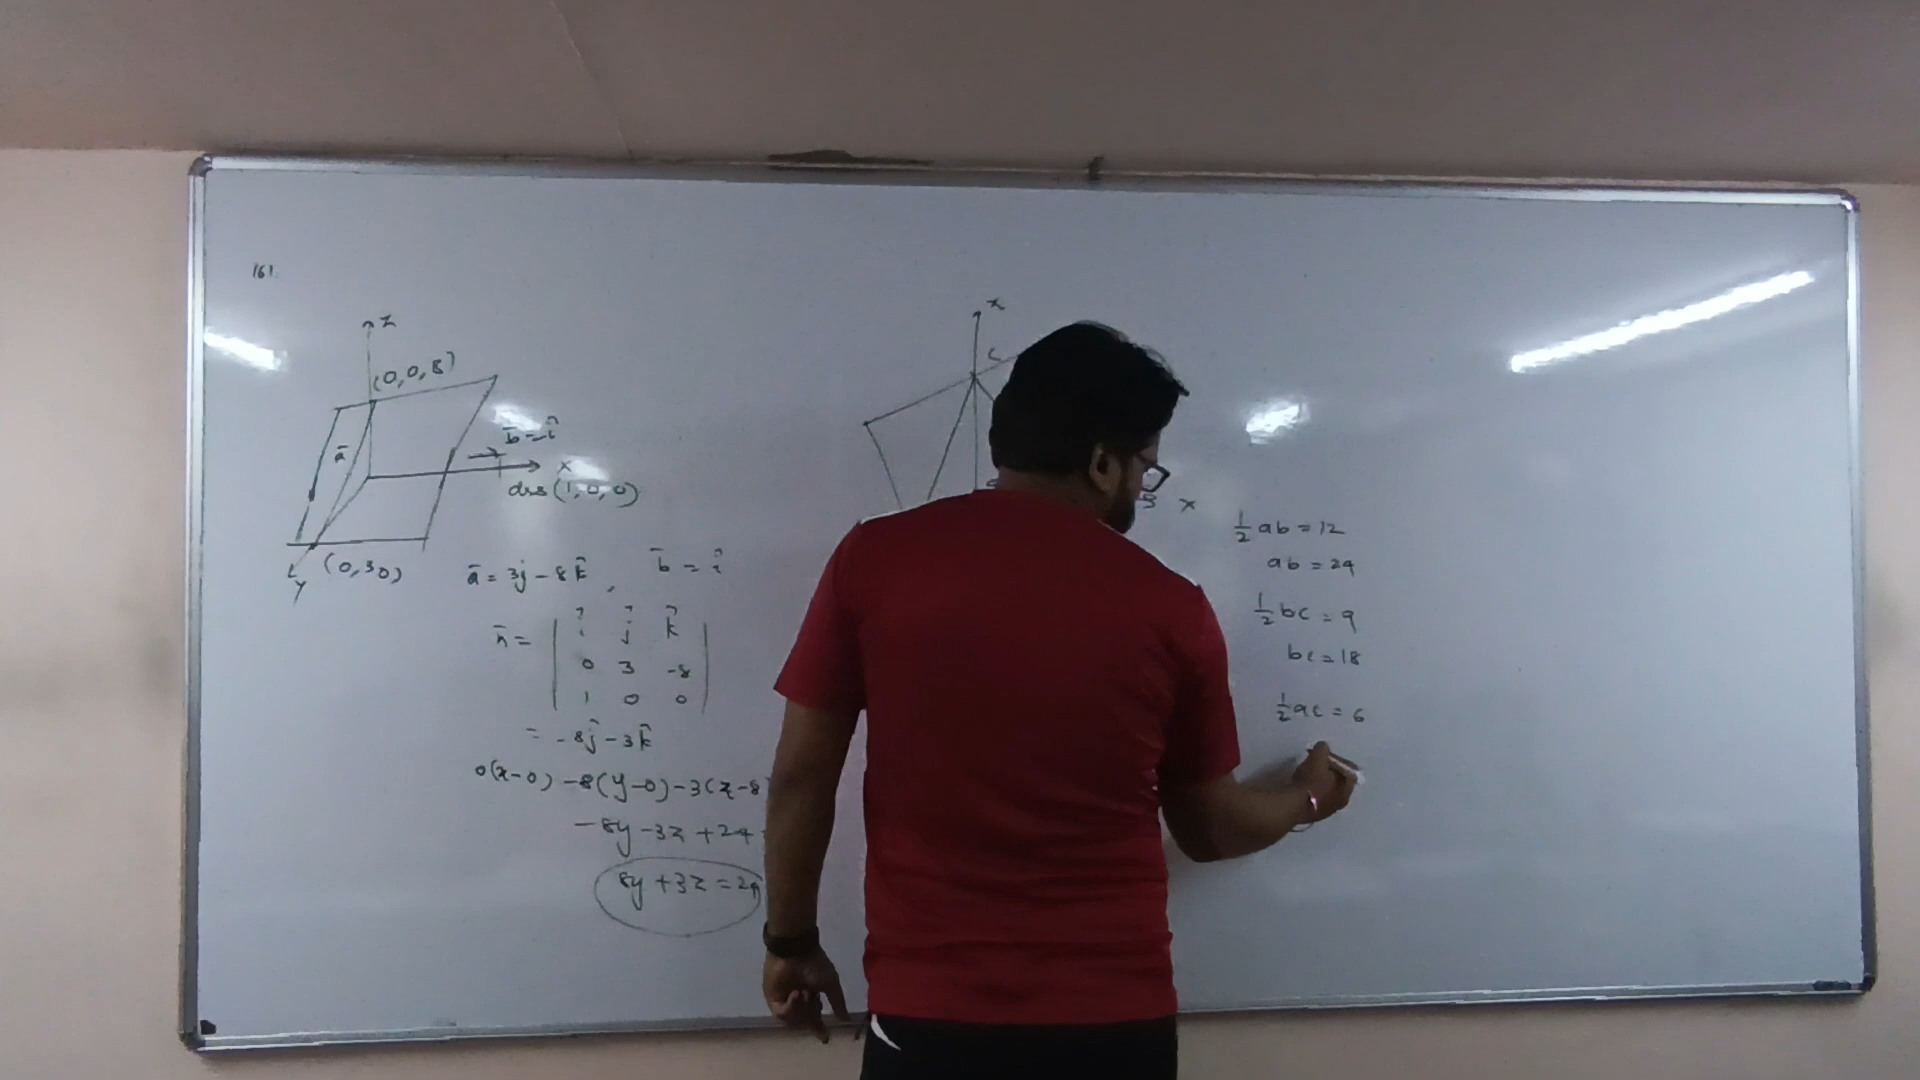 161.
z
(0,0,8)
ā
b̄ = î
x
drs (1,0,0)
y
(0,3,0)
ā = 3ĵ - 8k̂ , b̄ = î
n̄ = | î ĵ k̂ |
0 3 -8
1 0 0
= -8ĵ - 3k̂
0(x-0) -8(y-0) -3(z-8)
-8y -3z +24
8y + 3z = 24
z
C
B x
1/2 ab = 12
ab = 24
1/2 bc = 9
bc = 18
1/2 ac = 6